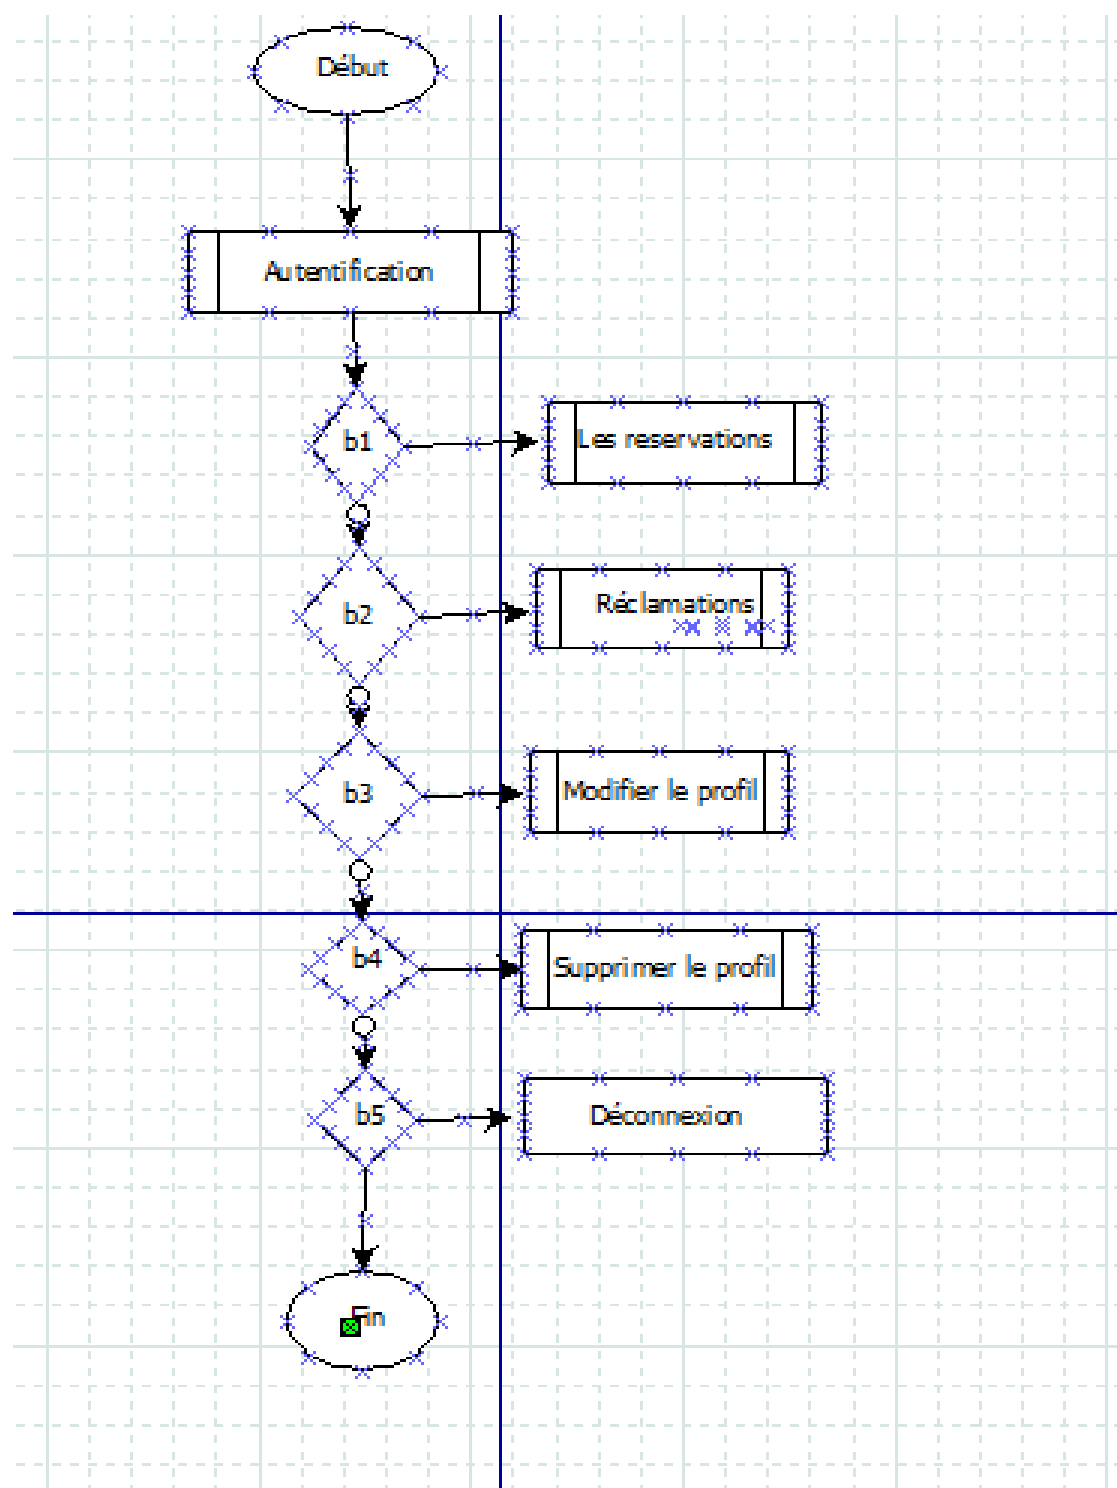 Début
Autentification
b1
Les reservations
b2
Réclamations
b3
Modifier le profil
b4
Supprimer le profil
b5
Déconnexion
Fin